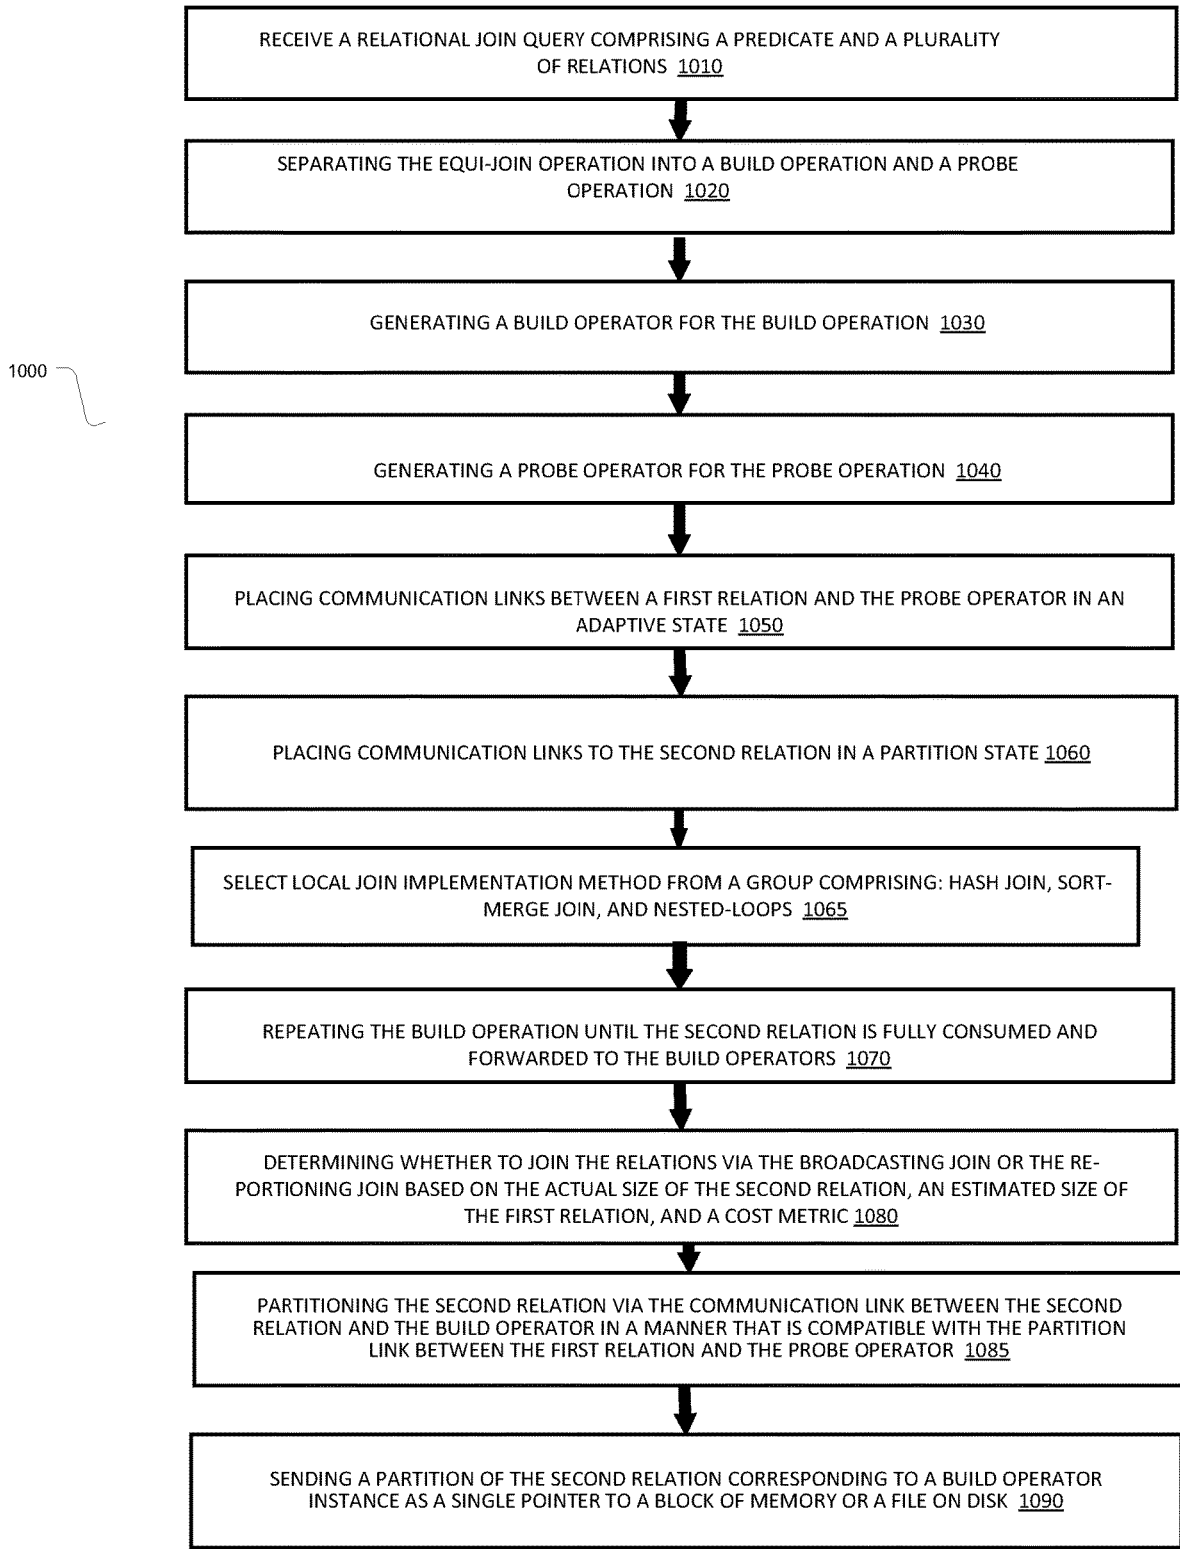 RECEIVE A RELATIONAL JOIN QUERY COMPRISING A PREDICATE AND A PLURALITY
OF RELATIONS 1010
SEPARATING THE EQUI-JOIN OPERATION INTO A BUILD OPERATION AND A PROBE
OPERATION 1020
GENERATING A BUILD OPERATOR FOR THE BUILD OPERATION 1030
1000
GENERATING A PROBE OPERATOR FOR THE PROBE OPERATION 1040
PLACING COMMUNICATION LINKS BETWEEN A FIRST RELATION AND THE PROBE OPERATOR IN AN
ADAPTIVE STATE 1050
PLACING COMMUNICATION LINKS TO THE SECOND RELATION IN A PARTITION STATE 1060
SELECT LOCAL JOIN IMPLEMENTATION METHOD FROM A GROUP COMPRISING: HASH JOIN, SORT-
MERGE JOIN, AND NESTED-LOOPS 1065
REPEATING THE BUILD OPERATION UNTIL THE SECOND RELATION IS FULLY CONSUMED AND
FORWARDED TO THE BUILD OPERATORS 1070
DETERMINING WHETHER TO JOIN THE RELATIONS VIA THE BROADCASTING JOIN OR THE RE-
PORTIONING JOIN BASED ON THE ACTUAL SIZE OF THE SECOND RELATION, AN ESTIMATED SIZE OF
THE FIRST RELATION, AND A COST METRIC 1080
PARTITIONING THE SECOND RELATION VIA THE COMMUNICATION LINK BETWEEN THE SECOND
RELATION AND THE BUILD OPERATOR IN A MANNER THAT IS COMPATIBLE WITH THE PARTITION
LINK BETWEEN THE FIRST RELATION AND THE PROBE OPERATOR 1085
SENDING A PARTITION OF THE SECOND RELATION CORRESPONDING TO A BUILD OPERATOR
INSTANCE AS A SINGLE POINTER TO A BLOCK OF MEMORY OR A FILE ON DISK 1090